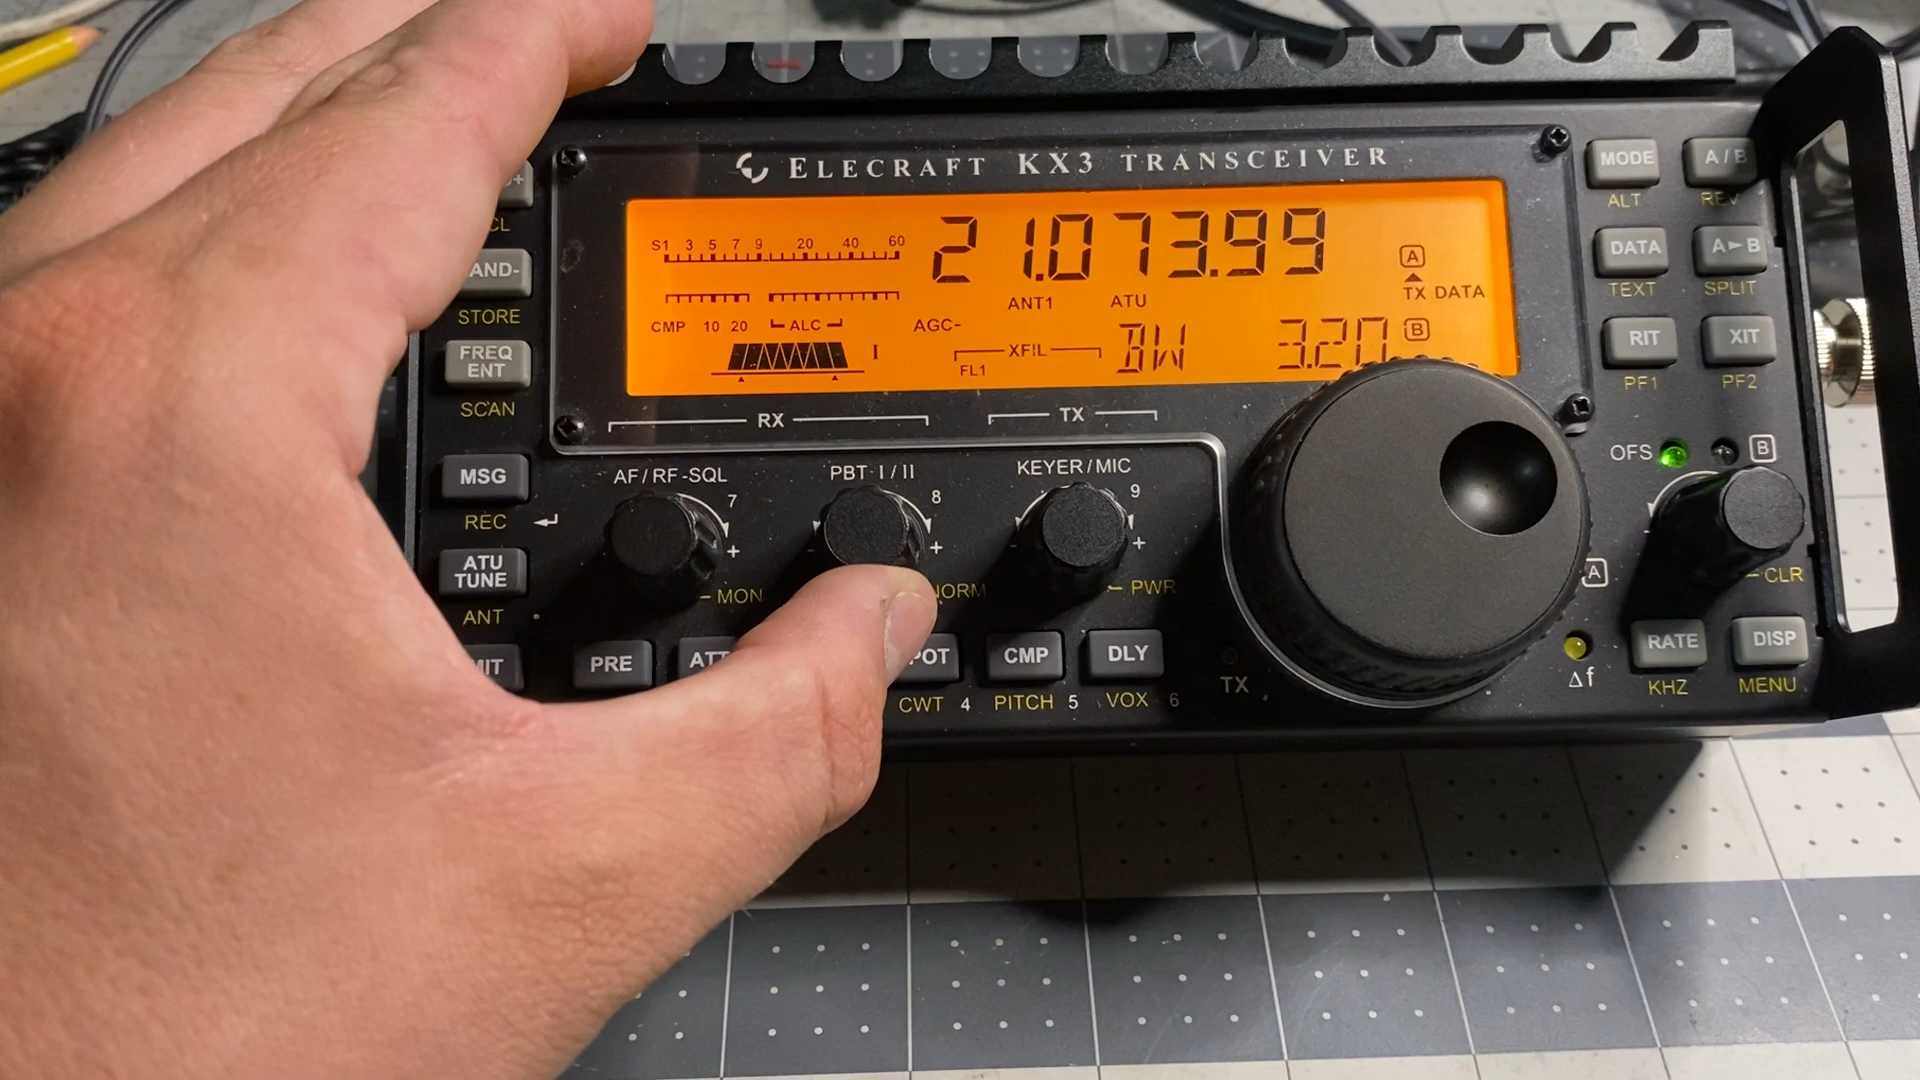 ELECRAFT KX3 TRANSCEIVER
S1 3 5 7 9 20 40 60
21.073.99
A
ANT1 ATU
TX DATA
CMP 10 20 ALC
AGC-
I
XFIL
FL1
BW 3.20
B
RX
TX
AND-
STORE
FREQ
ENT
SCAN
MSG
REC
ATU
TUNE
ANT
AF/RF-SQL
7
+
- MON
PBT I/II
8
- +
NORM
KEYER/MIC
9
- +
- PWR
PRE
ATT
CMP
DLY
CWT 4
PITCH 5
VOX 6
TX
MODE
A/B
ALT
REV
DATA
A►B
TEXT
SPLIT
RIT
XIT
PF1
PF2
OFS
B
A
- CLR
Δf
RATE
DISP
KHZ
MENU